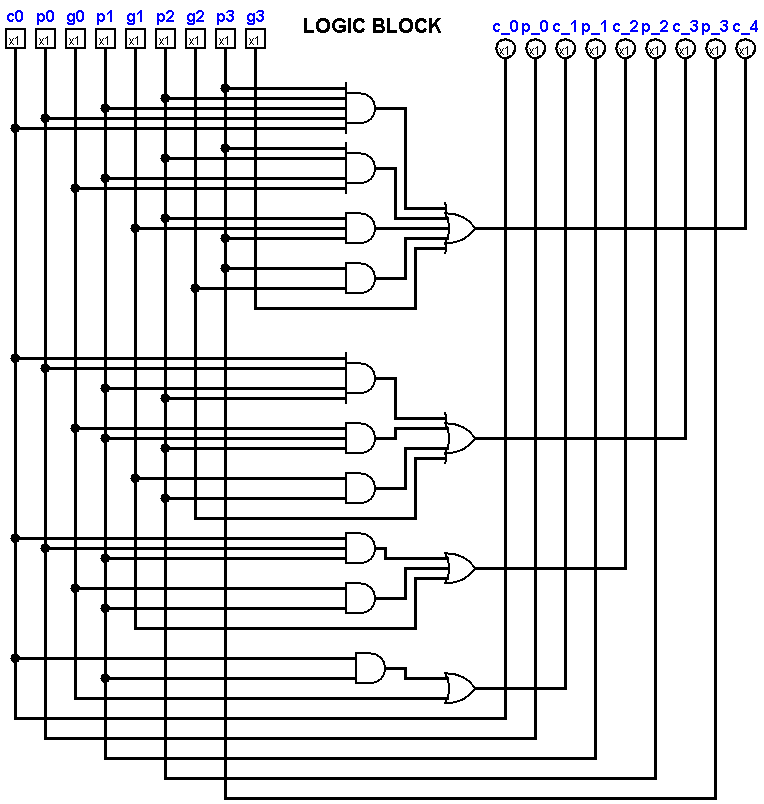 c0 p0 g0 p1 g1 p2 g2 p3 g3
LOGIC BLOCK
c_0 p_0 c_1 p_1 c_2 p_2 c_3 p_3 c_4
x1 x1 x1 x1 x1 x1 x1 x1 x1
x1 x1 x1 x1 x1 x1 x1 x1 x1